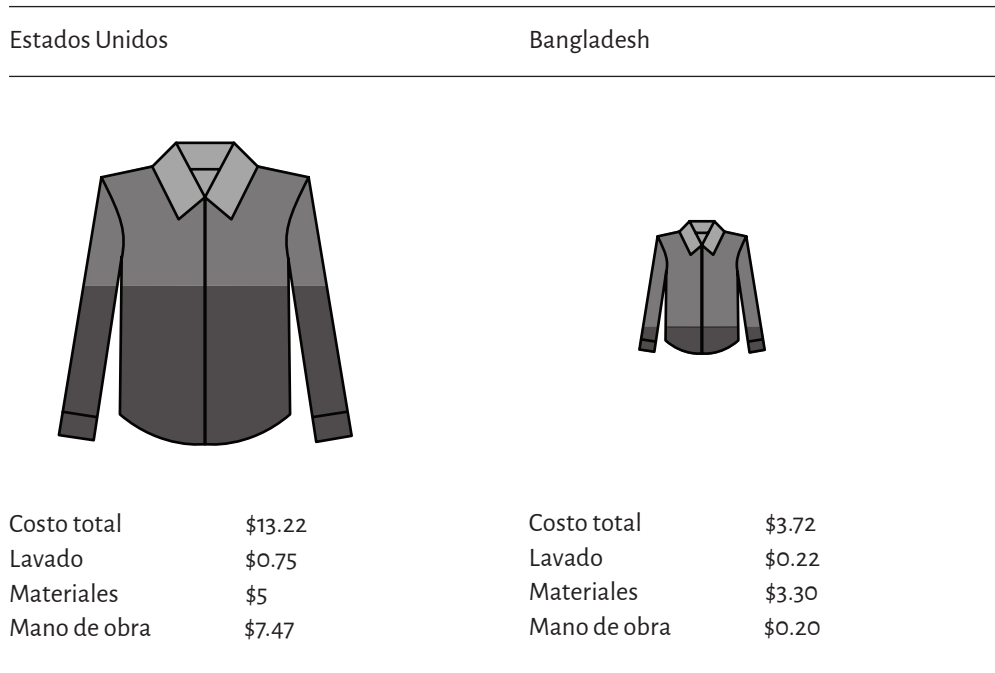 Estados Unidos
Bangladesh
Costo total $13.22
Lavado $0.75
Materiales $5
Mano de obra $7.47
Costo total $3.72
Lavado $0.22
Materiales $3.30
Mano de obra $0.20